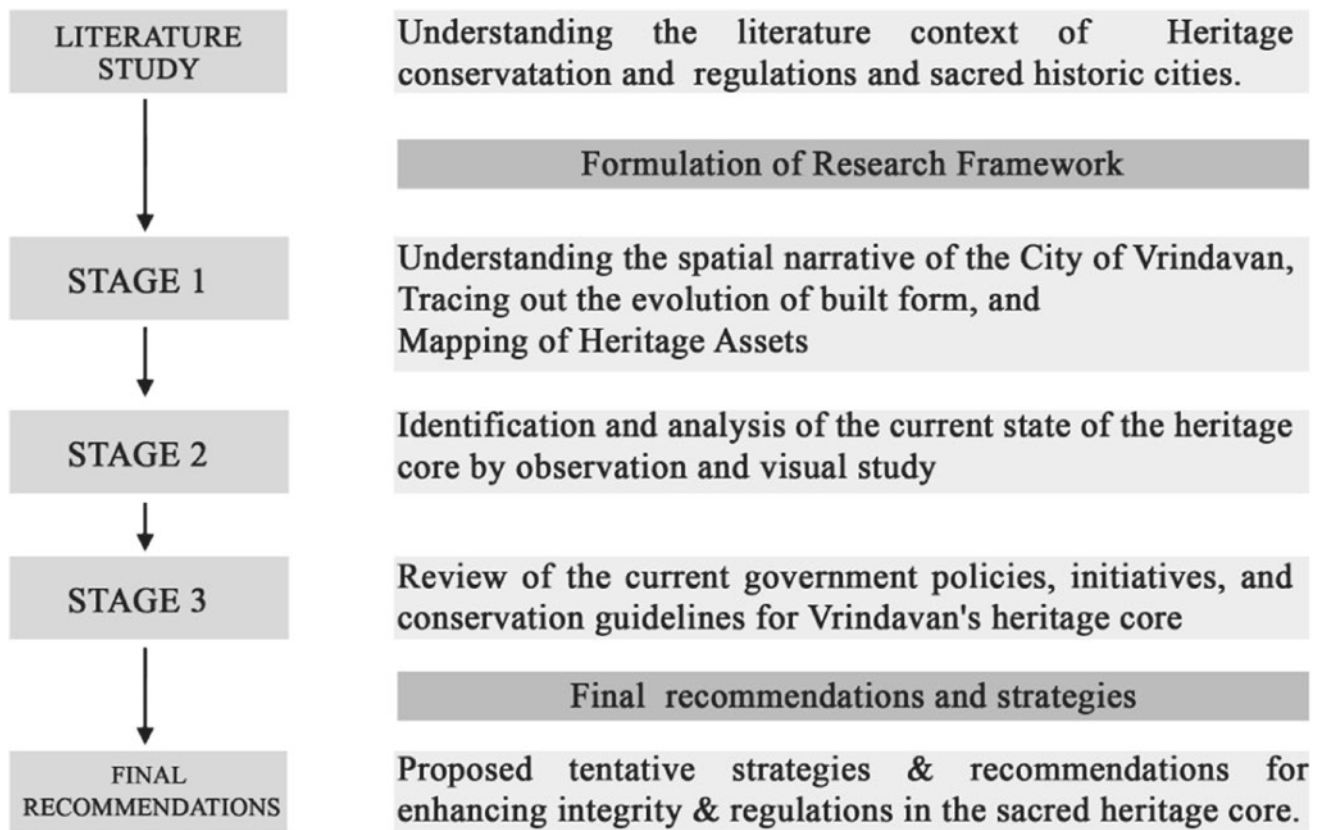 LITERATURE
STUDY
Understanding the literature context of Heritage
conservatation and regulations and sacred historic cities.
Formulation of Research Framework
STAGE 1
Understanding the spatial narrative of the City of Vrindavan,
Tracing out the evolution of built form, and
Mapping of Heritage Assets
STAGE 2
Identification and analysis of the current state of the heritage
core by observation and visual study
STAGE 3
Review of the current government policies, initiatives, and
conservation guidelines for Vrindavan's heritage core
Final recommendations and strategies
FINAL
RECOMMENDATIONS
Proposed tentative strategies & recommendations for
enhancing integrity & regulations in the sacred heritage core.